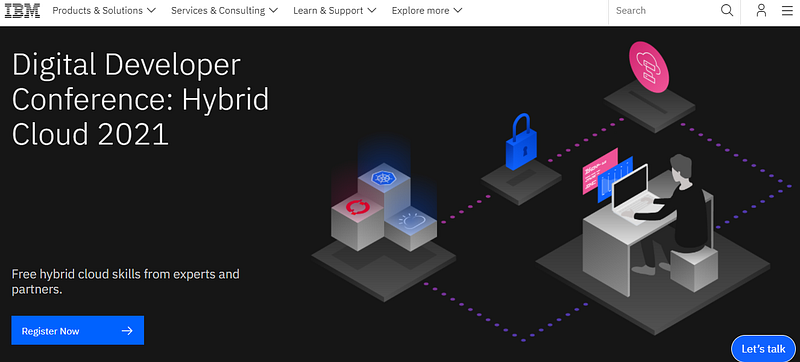 IBM
Products & Solutions
Services & Consulting
Learn & Support
Explore more
Search
Digital Developer
Conference: Hybrid
Cloud 2021
Free hybrid cloud skills from experts and
partners.
Register Now
Let's talk